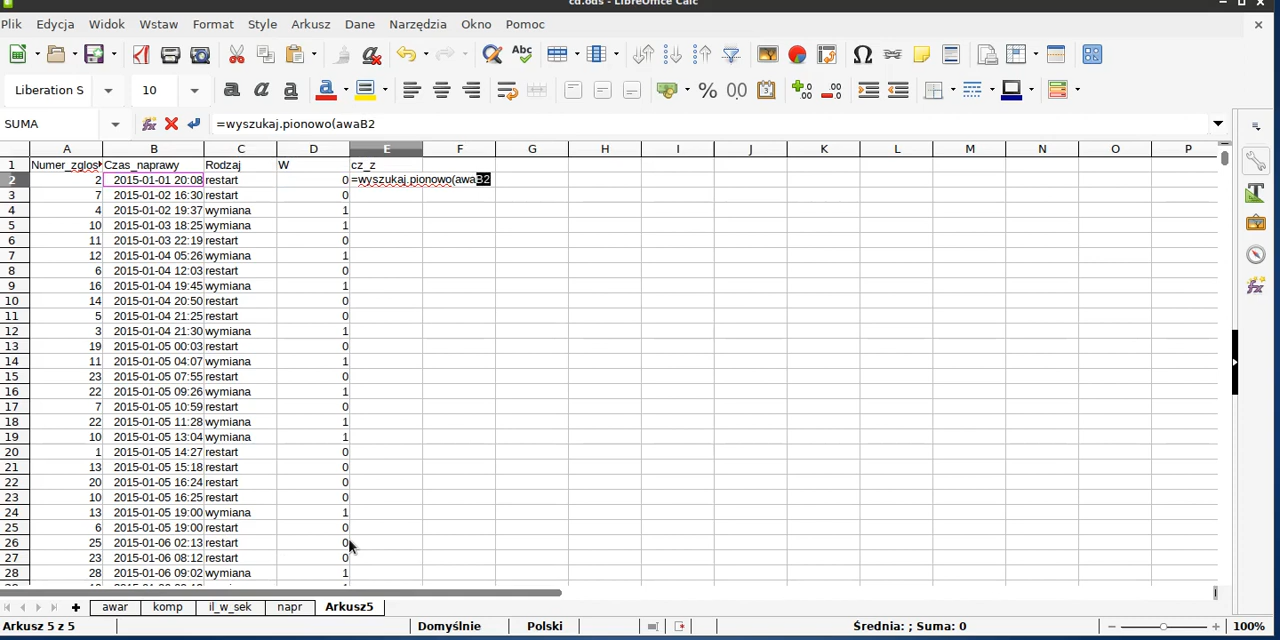 cd.ods - LibreOffice Calc
Plik Edycja Widok Wstaw Format Style Arkusz Dane Narzędzia Okno Pomoc
Abc
Liberation S 10 a a a a % 0,0
SUMA =wyszukaj.pionowo(awaB2
A B C D E F G H I J K L M N O P
1 Numer_zglos Czas_naprawy Rodzaj W cz_z
2 2 2015-01-01 20:08 restart 0 =wyszukaj.pionowo(awaB2
3 7 2015-01-02 16:30 restart 0
4 4 2015-01-02 19:37 wymiana 1
5 10 2015-01-03 18:25 wymiana 1
6 11 2015-01-03 22:19 restart 0
7 12 2015-01-04 05:26 wymiana 1
8 6 2015-01-04 12:03 restart 0
9 16 2015-01-04 19:45 wymiana 1
10 14 2015-01-04 20:50 restart 0
11 5 2015-01-04 21:25 restart 0
12 3 2015-01-04 21:30 wymiana 1
13 19 2015-01-05 00:03 restart 0
14 11 2015-01-05 04:07 wymiana 1
15 23 2015-01-05 07:55 restart 0
16 22 2015-01-05 09:26 wymiana 1
17 7 2015-01-05 10:59 restart 0
18 22 2015-01-05 11:28 wymiana 1
19 10 2015-01-05 13:04 wymiana 1
20 1 2015-01-05 14:27 restart 0
21 13 2015-01-05 15:18 restart 0
22 20 2015-01-05 16:24 restart 0
23 10 2015-01-05 16:25 restart 0
24 13 2015-01-05 19:00 wymiana 1
25 6 2015-01-05 19:00 restart 0
26 25 2015-01-06 02:13 restart 0
27 23 2015-01-06 08:12 restart 0
28 28 2015-01-06 09:02 wymiana 1
awar komp il_w_sek napr Arkusz5
Arkusz 5 z 5 Domyślnie Polski Średnia: ; Suma: 0 100%